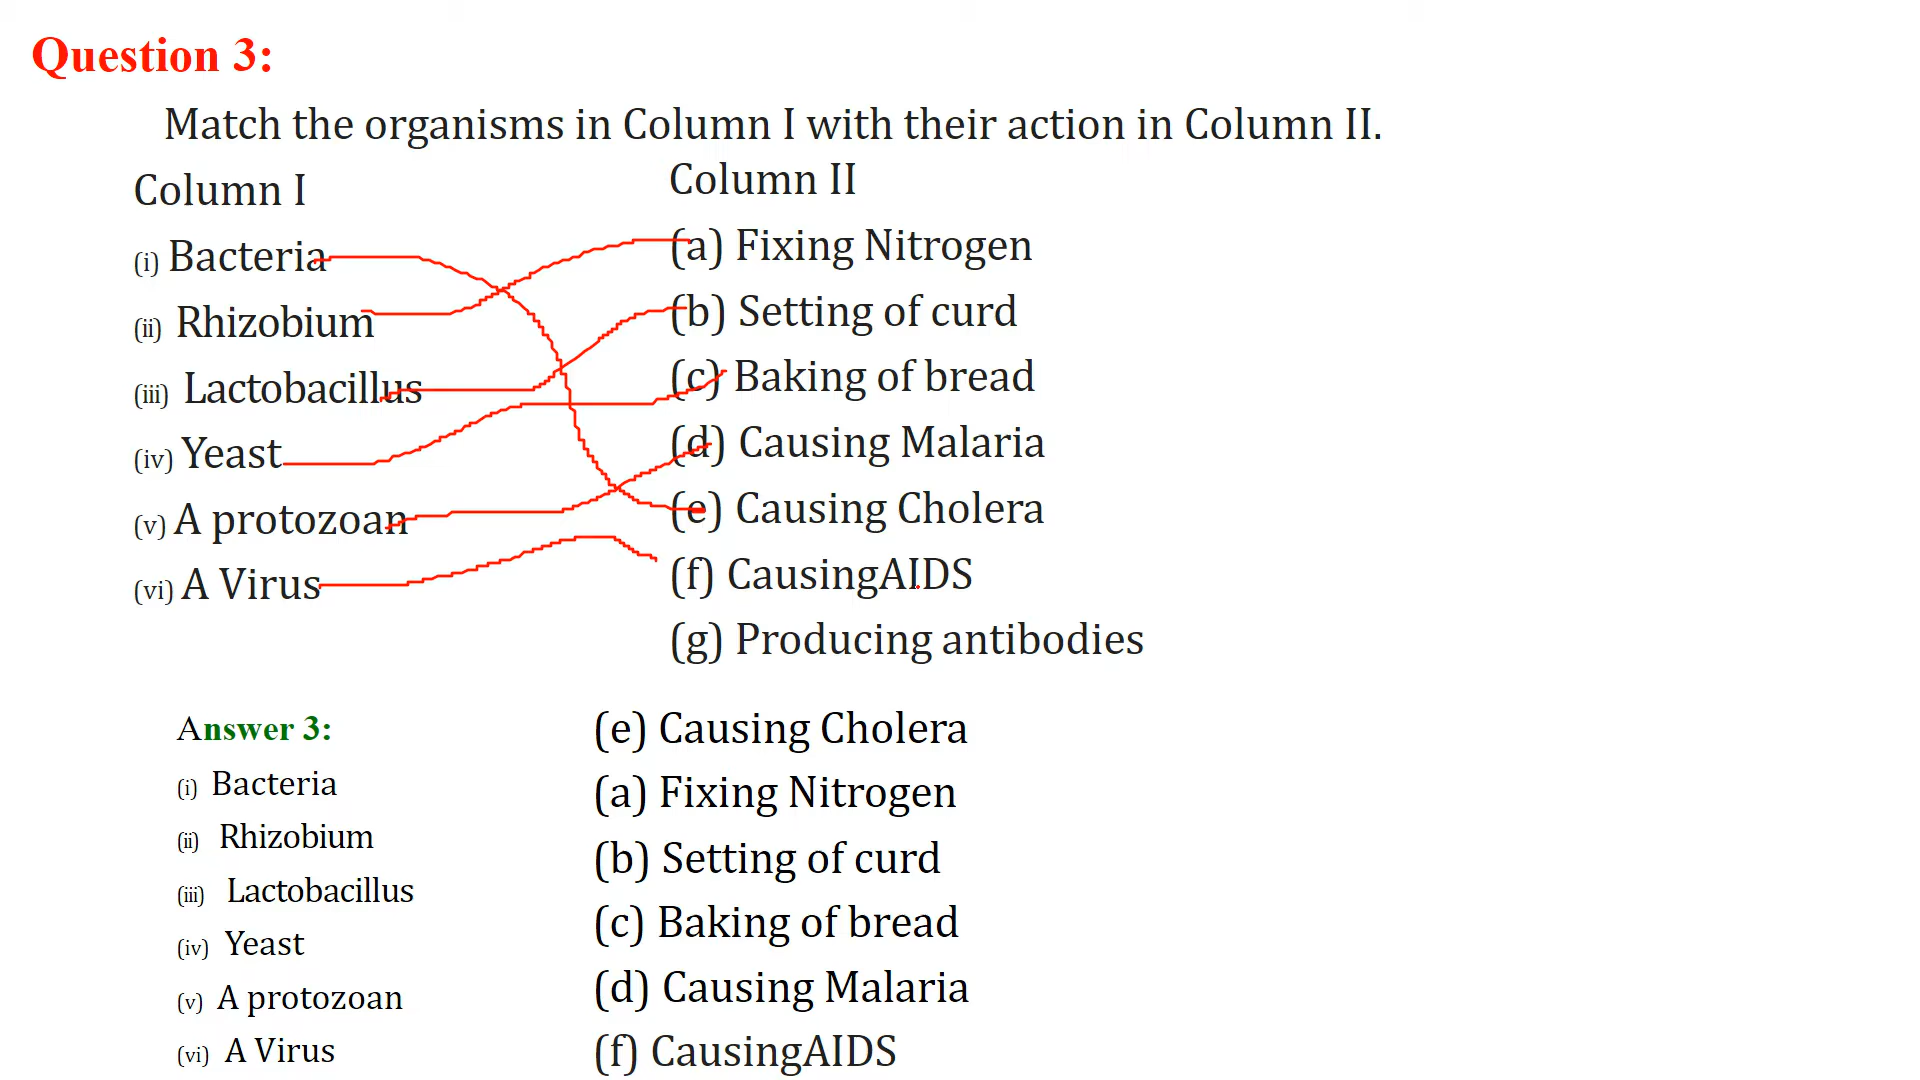 Question 3:
Match the organisms in Column I with their action in Column II.
Column I
(i) Bacteria
(ii) Rhizobium
(iii) Lactobacillus
(iv) Yeast
(v) A protozoan
(vi) A Virus
Column II
(a) Fixing Nitrogen
(b) Setting of curd
(c) Baking of bread
(d) Causing Malaria
(e) Causing Cholera
(f) CausingAIDS
(g) Producing antibodies
Answer 3:
(i) Bacteria
(ii) Rhizobium
(iii) Lactobacillus
(iv) Yeast
(v) A protozoan
(vi) A Virus
(e) Causing Cholera
(a) Fixing Nitrogen
(b) Setting of curd
(c) Baking of bread
(d) Causing Malaria
(f) CausingAIDS